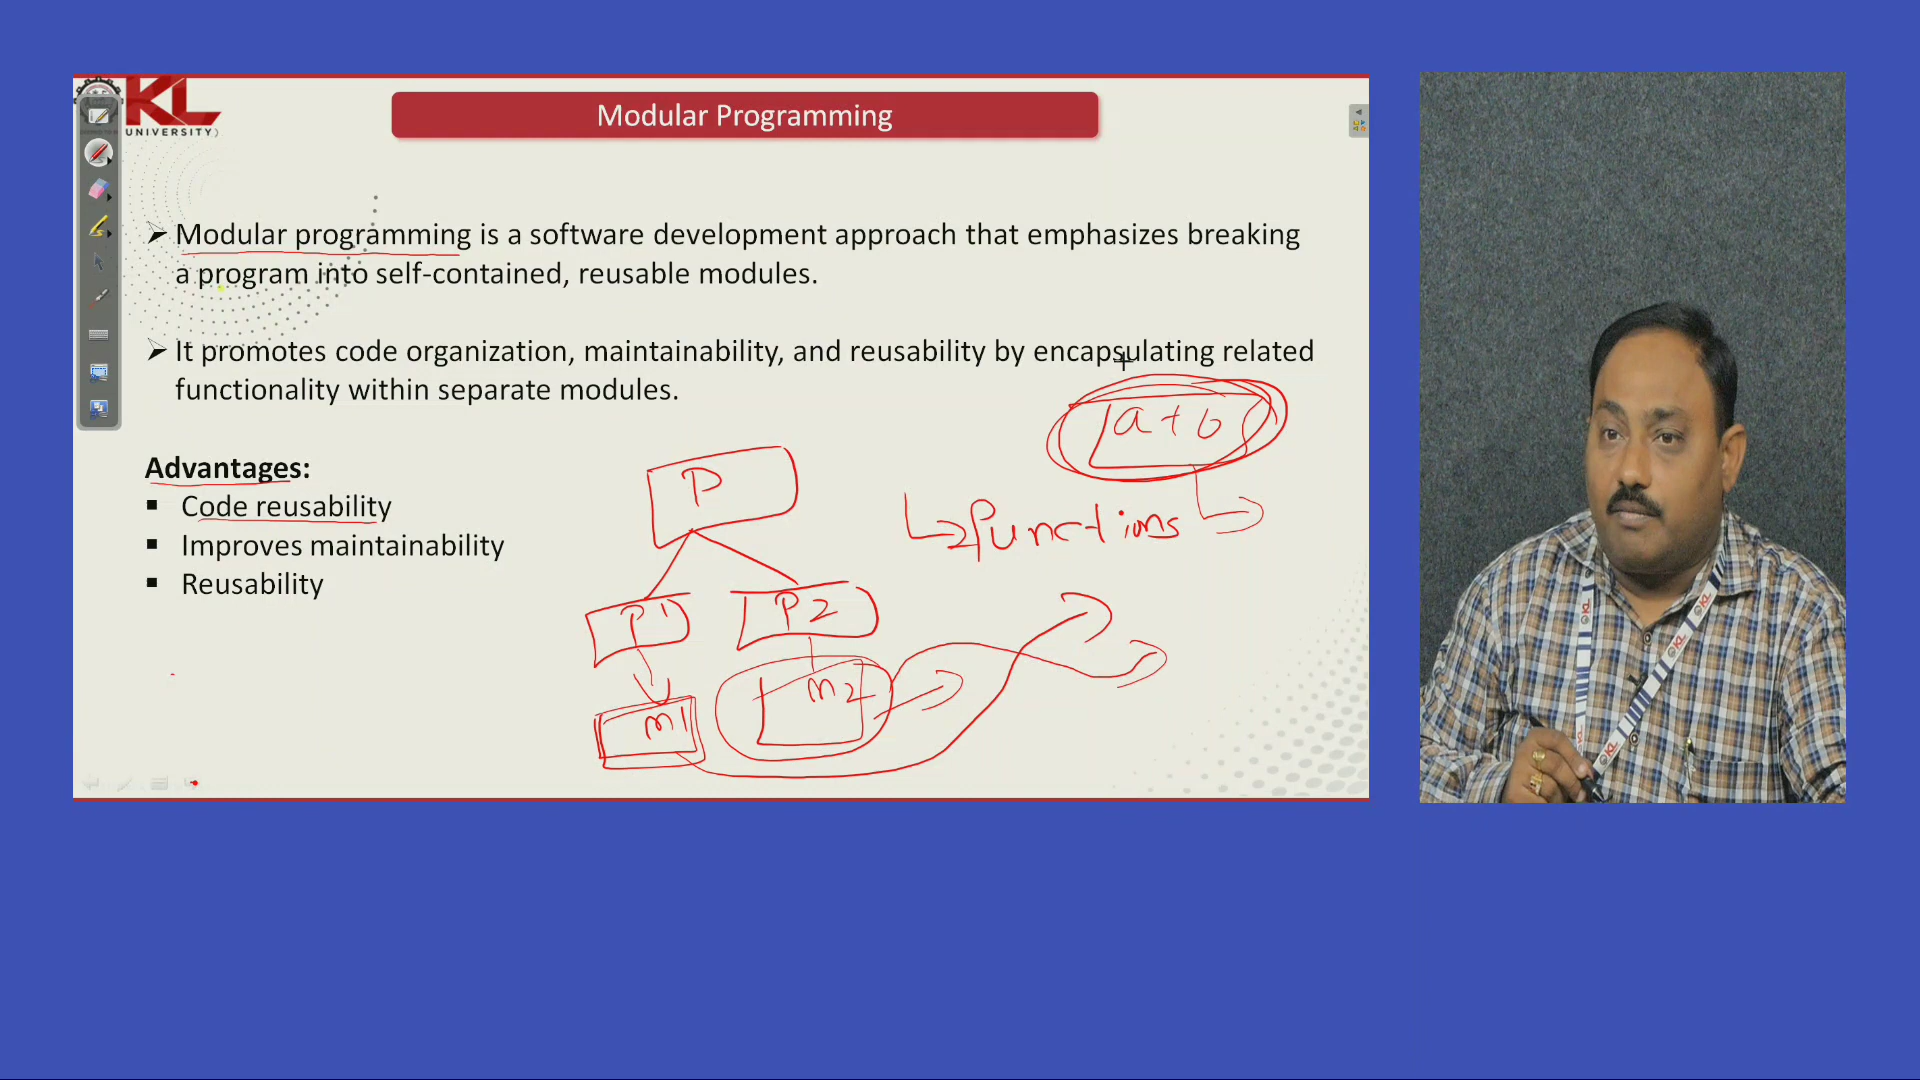 KL
UNIVERSITY)
Modular Programming
Modular programming is a software development approach that emphasizes breaking
a program into self-contained, reusable modules.
It promotes code organization, maintainability, and reusability by encapsulating related
functionality within separate modules.
a+b
Advantages:
Code reusability
Improves maintainability
Reusability
P
functions
P1
P2
m1
m2
KL
KL